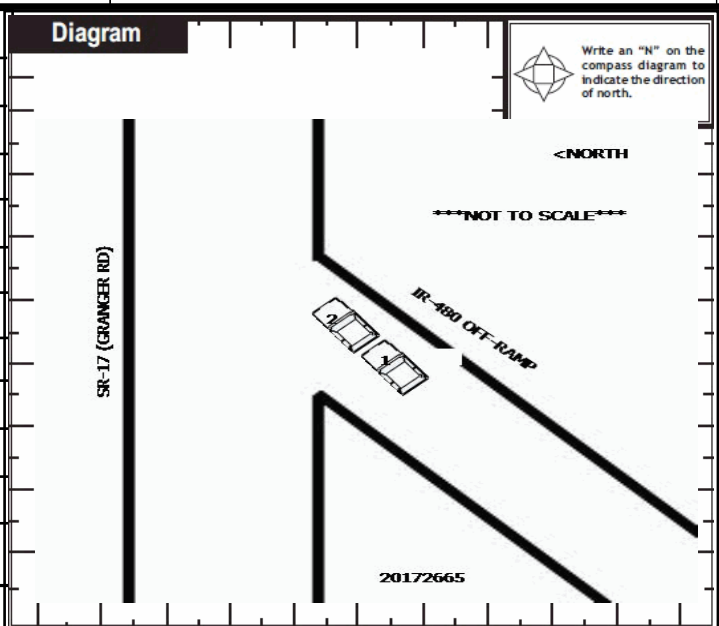 Diagram
Write an “N” on the
compass diagram to
indicate the direction
of north.
<NORTH
***NOT TO SCALE***
SR-17 (GRANGER RD)
IR-480 OFF-RAMP
2
1
20172665